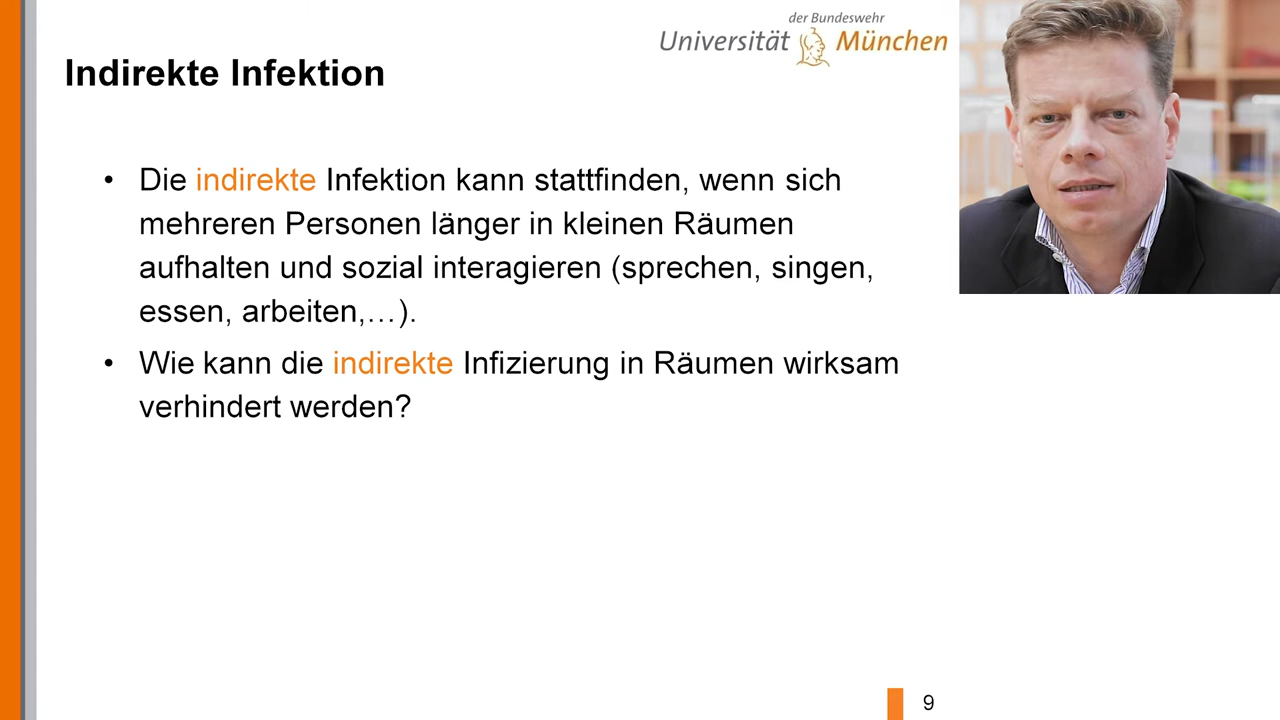 der Bundeswehr
Universität München
Indirekte Infektion
• Die indirekte Infektion kann stattfinden, wenn sich
mehreren Personen länger in kleinen Räumen
aufhalten und sozial interagieren (sprechen, singen,
essen, arbeiten,…).
• Wie kann die indirekte Infizierung in Räumen wirksam
verhindert werden?
9